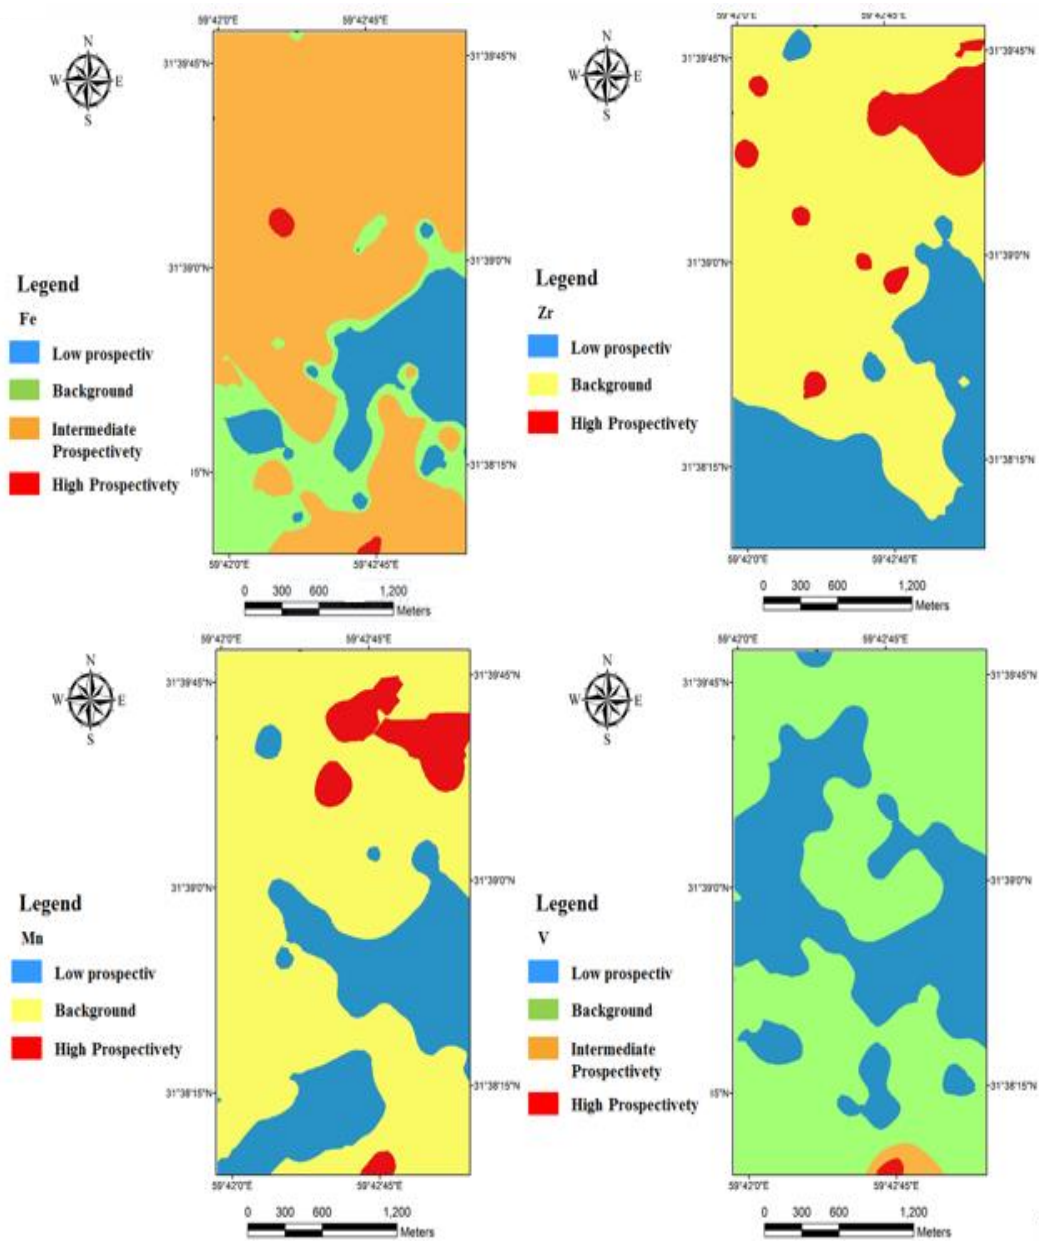 59°42'0"E 59°42'45"E
N
W E
S
31°39'45"N 31°39'45"N
31°39'0"N 31°39'0"N
Legend
Fe
Low prospectiv
Background
Intermediate
Prospectivety
High Prospectivety
31°38'15"N
15"N
59°42'0"E 59°42'45"E
0 300 600 1,200
Meters
59°42'0"E 59°42'45"E
N
W E
S
31°39'45"N 31°39'45"N
31°39'0"N 31°39'0"N
Legend
Zr
Low prospectiv
Background
High Prospectivety
31°38'15"N 31°38'15"N
59°42'0"E 59°42'45"E
0 300 600 1,200
Meters
59°42'0"E 59°42'45"E
N
W E
S
31°39'45"N 31°39'45"N
31°39'0"N 31°39'0"N
Legend
Mn
Low prospectiv
Background
High Prospectivety
31°38'15"N 31°38'15"N
59°42'0"E 59°42'45"E
0 300 600 1,200
Meters
59°42'0"E 59°42'45"E
N
W E
S
31°39'45"N 31°39'45"N
31°39'0"N 31°39'0"N
Legend
V
Low prospectiv
Background
Intermediate
Prospectivety
High Prospectivety
15"N 31°38'15"N
59°42'0"E 59°42'45"E
0 300 600 1,200
Meters